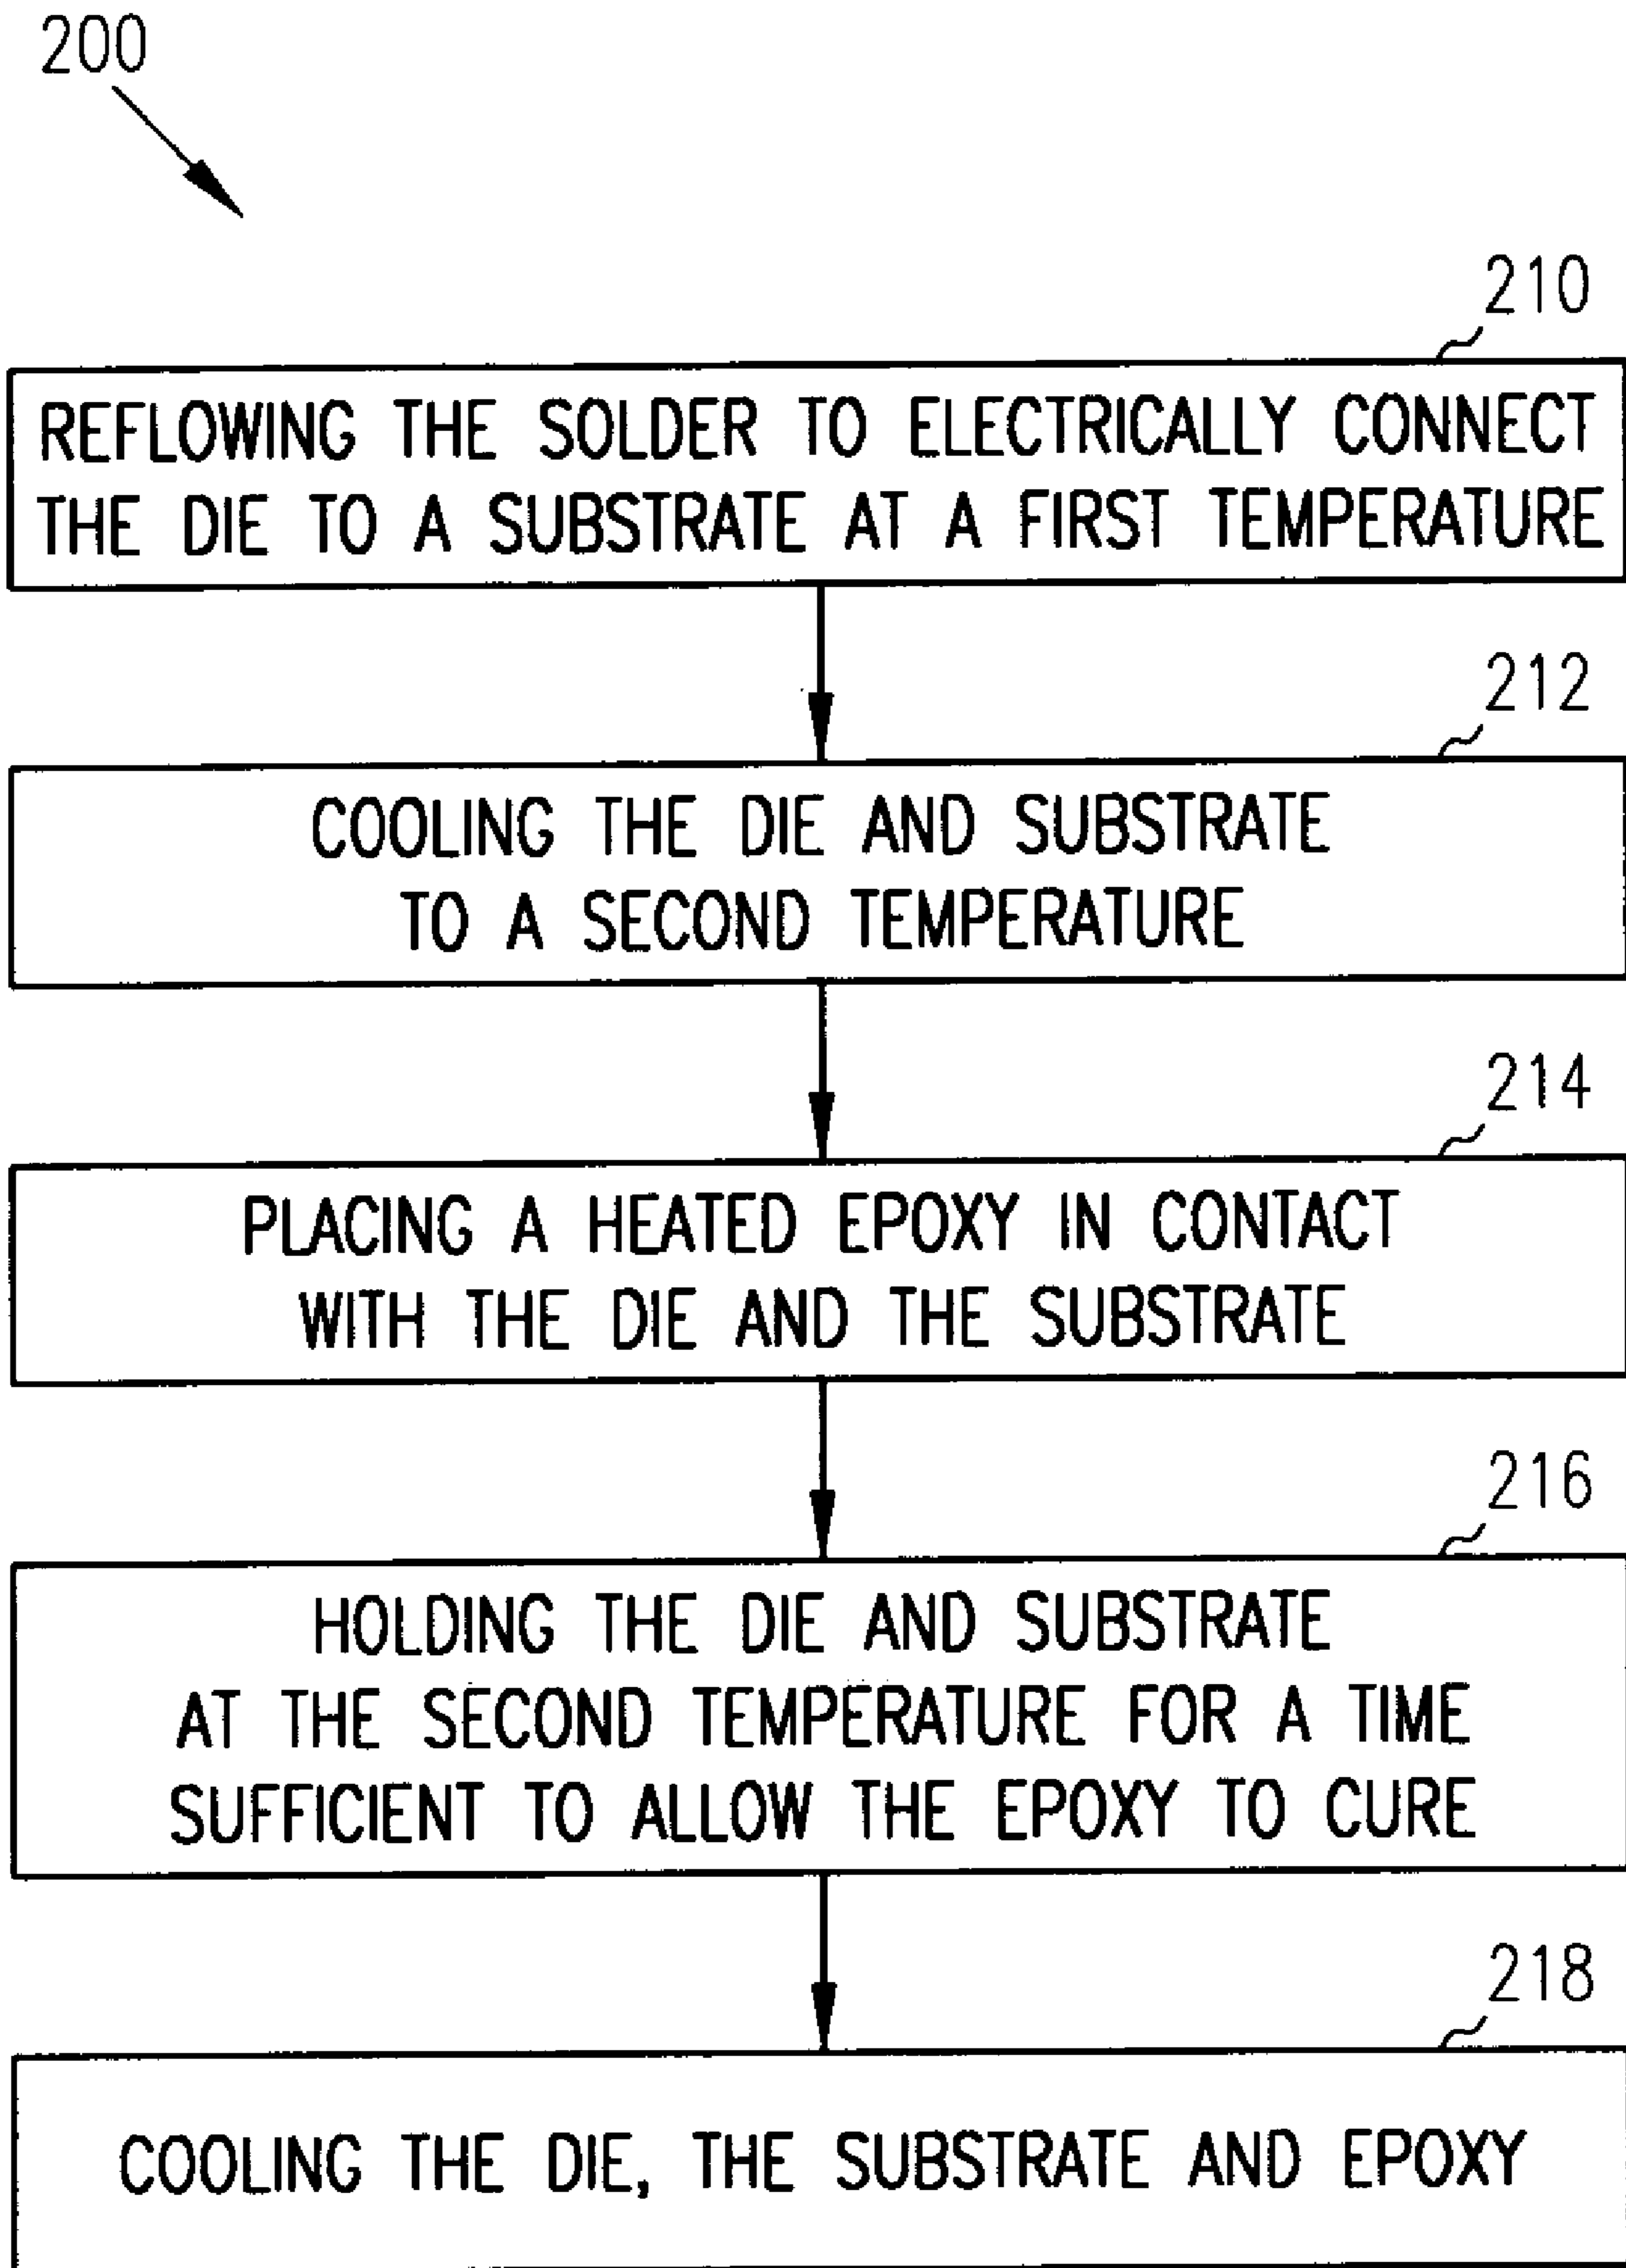 200
210
REFLOWING THE SOLDER TO ELECTRICALLY CONNECT
THE DIE TO A SUBSTRATE AT A FIRST TEMPERATURE
212
COOLING THE DIE AND SUBSTRATE
TO A SECOND TEMPERATURE
214
PLACING A HEATED EPOXY IN CONTACT
WITH THE DIE AND THE SUBSTRATE
216
HOLDING THE DIE AND SUBSTRATE
AT THE SECOND TEMPERATURE FOR A TIME
SUFFICIENT TO ALLOW THE EPOXY TO CURE
218
COOLING THE DIE, THE SUBSTRATE AND EPOXY